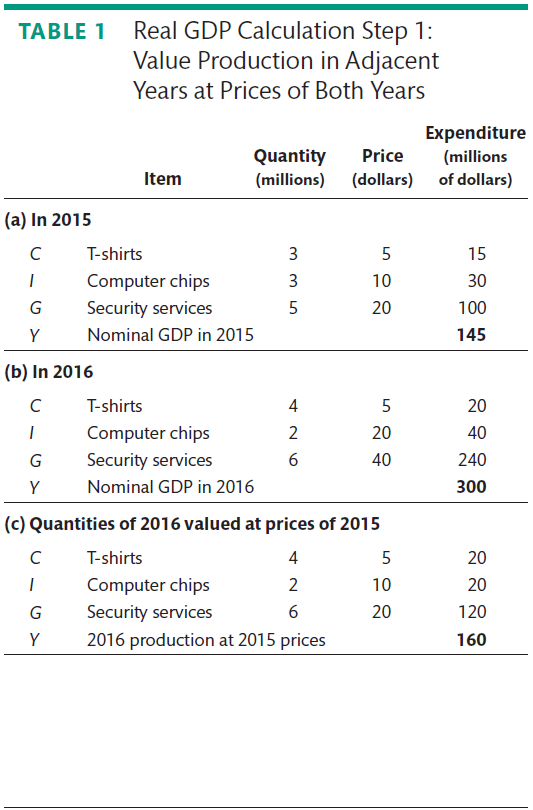 TABLE 1 Real GDP Calculation Step 1:
Value Production in Adjacent
Years at Prices of Both Years
Item Quantity (millions) Price (dollars) Expenditure (millions of dollars)
(a) In 2015
C T-shirts 3 5 15
I Computer chips 3 10 30
G Security services 5 20 100
Y Nominal GDP in 2015 145
(b) In 2016
C T-shirts 4 5 20
I Computer chips 2 20 40
G Security services 6 40 240
Y Nominal GDP in 2016 300
(c) Quantities of 2016 valued at prices of 2015
C T-shirts 4 5 20
I Computer chips 2 10 20
G Security services 6 20 120
Y 2016 production at 2015 prices 160